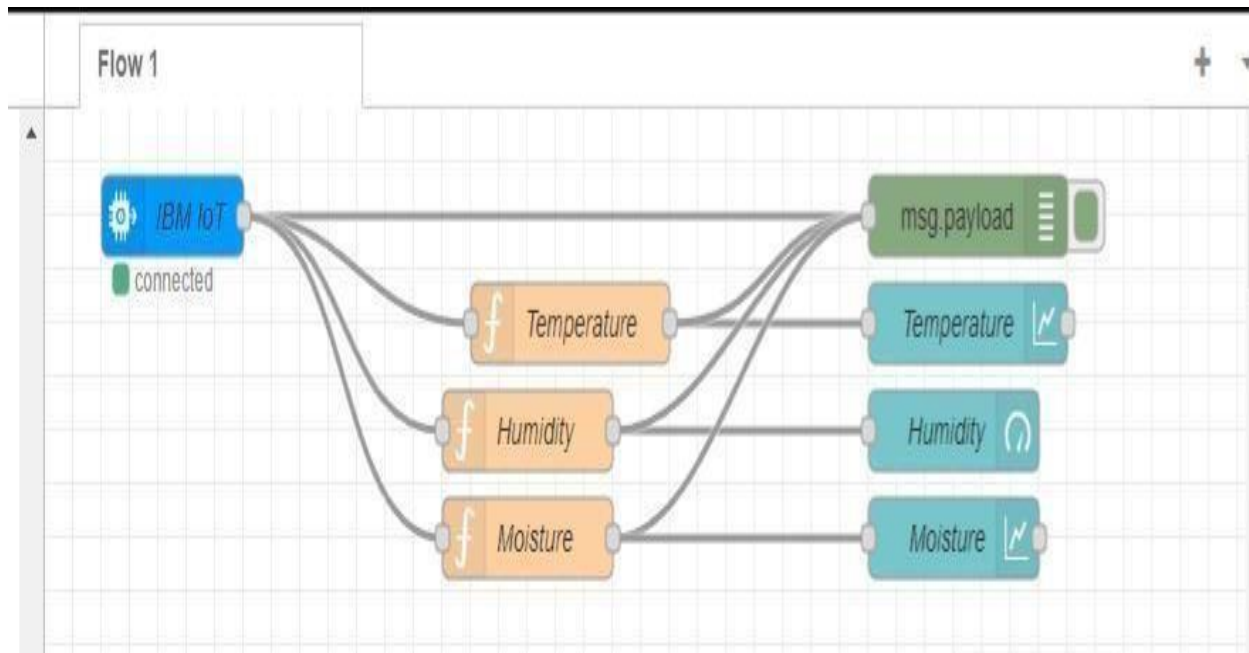 Flow 1
IBM IoT
connected
msg.payload
Temperature
Temperature
Humidity
Humidity
Moisture
Moisture